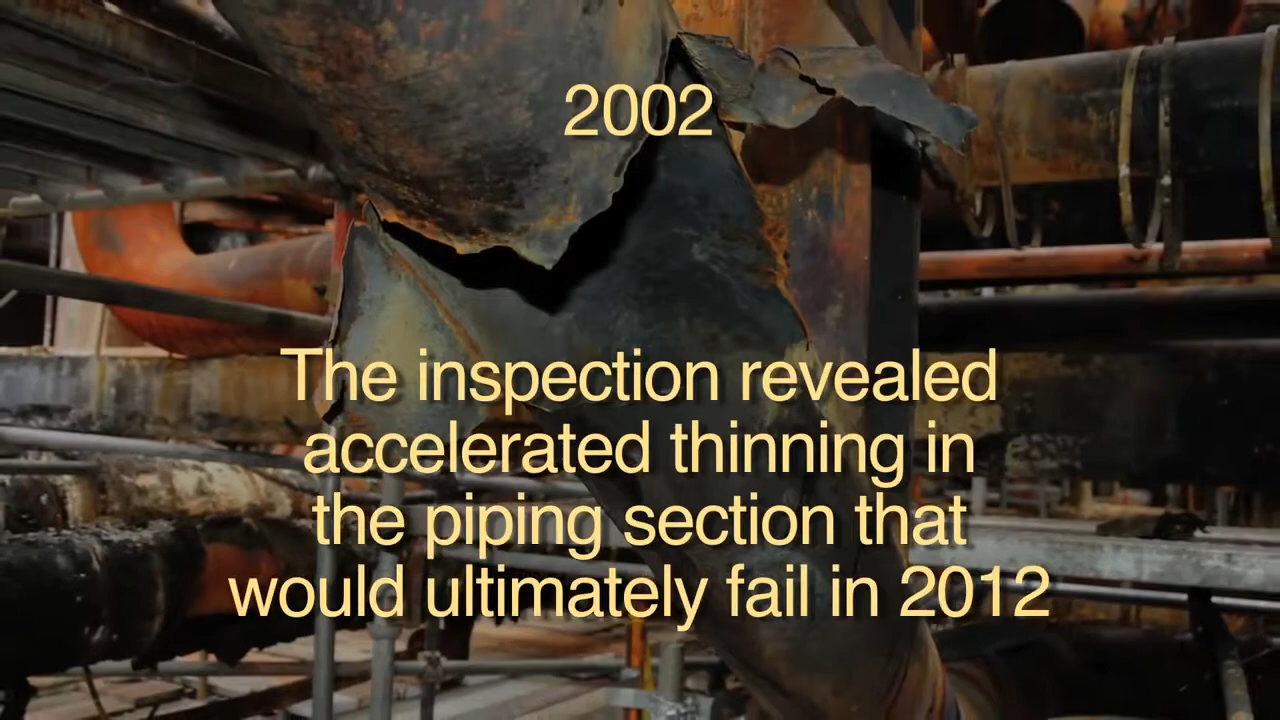 2002
The inspection revealed
accelerated thinning in
the piping section that
would ultimately fail in 2012